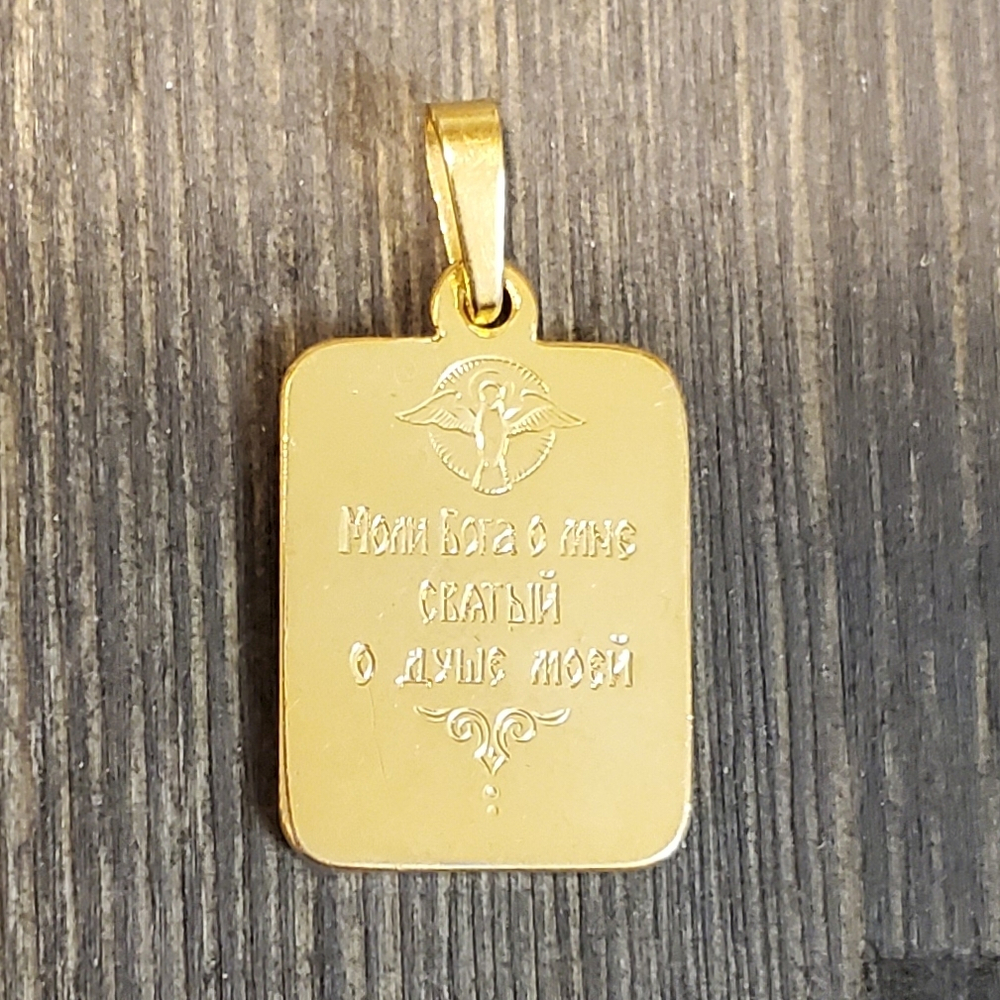 Моли Бога о мне
святый
о душе моей